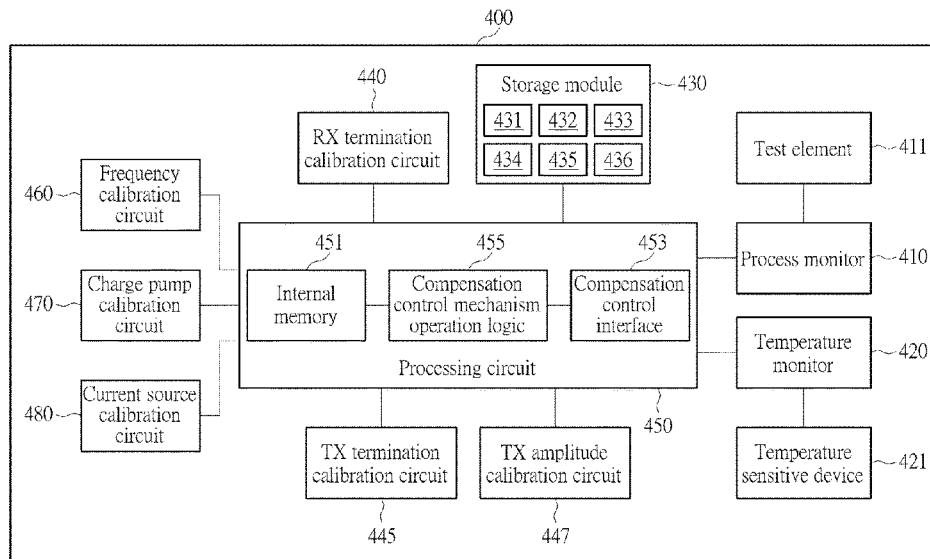 400
440
RX termination
calibration circuit
Storage module
431 432 433
434 435 436
430
Test element
411
460
Frequency
calibration
circuit
451
Internal
memory
455
Compensation
control mechanism
operation logic
453
Compensation
control
interface
Processing circuit
450
Process monitor
410
470
Charge pump
calibration
circuit
Temperature
monitor
420
480
Current source
calibration
circuit
TX termination
calibration circuit
445
TX amplitude
calibration circuit
447
Temperature
sensitive device
421